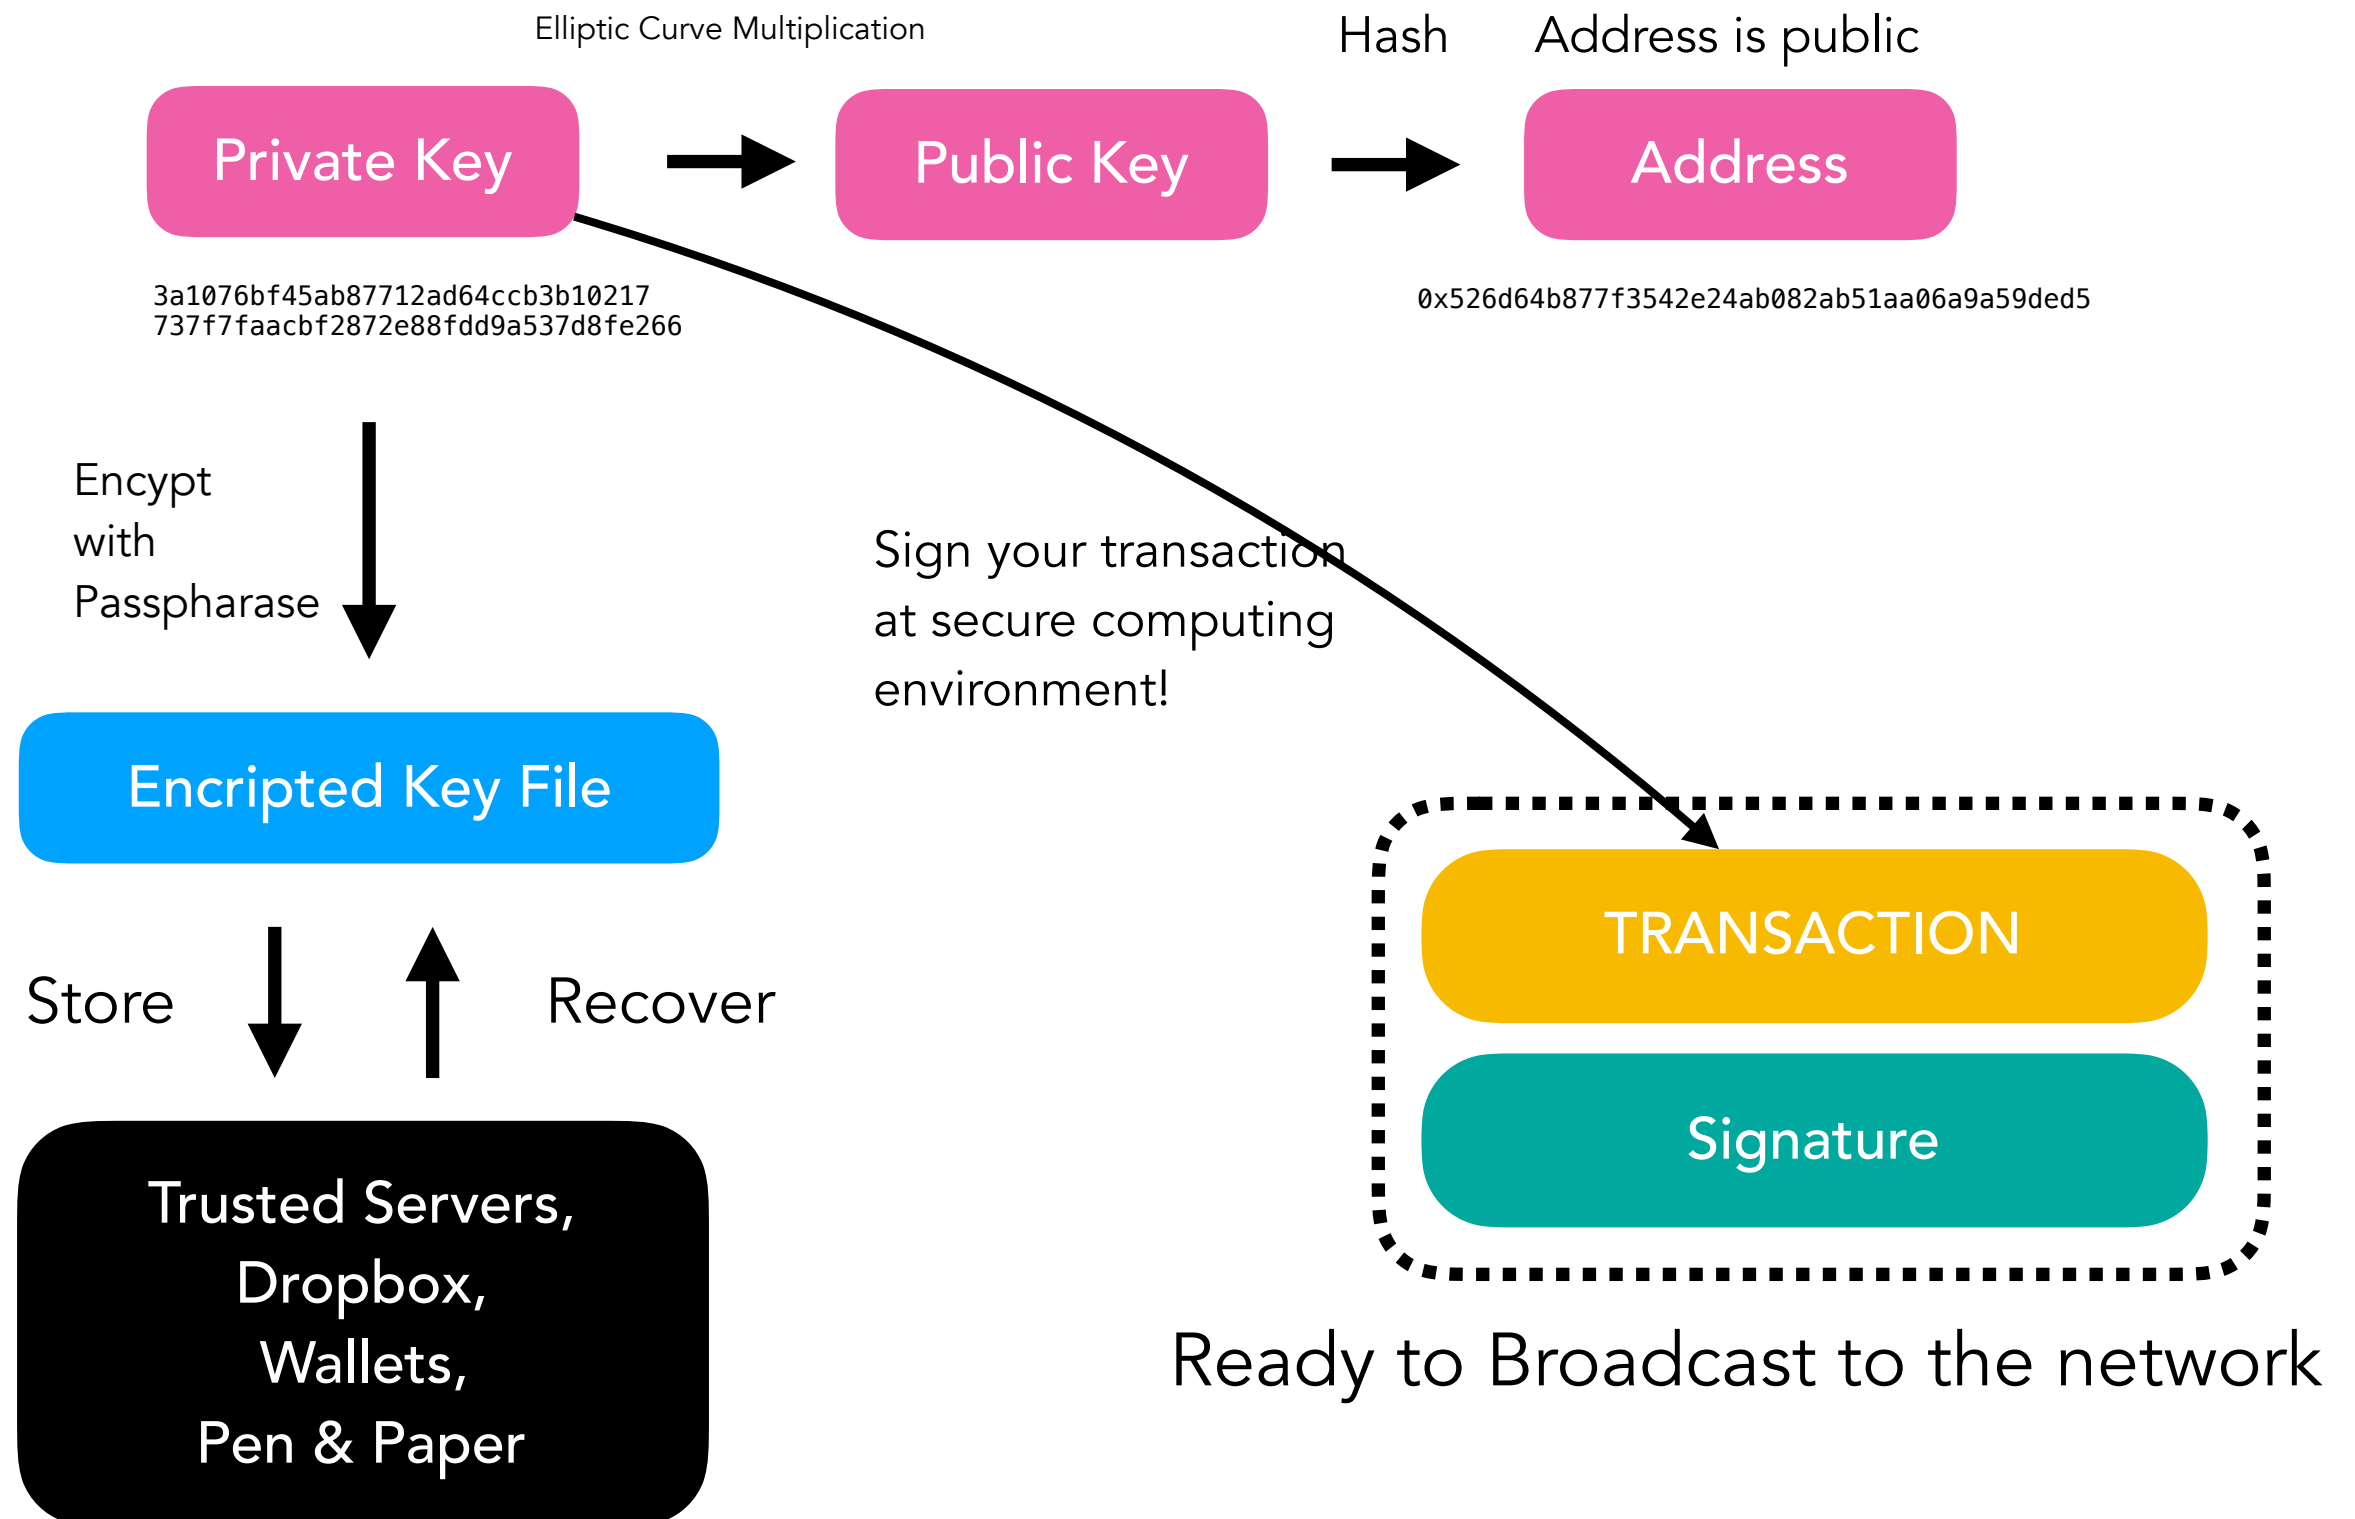 Elliptic Curve Multiplication
Hash
Address is public
Private Key
Public Key
Address
3a1076bf45ab87712ad64ccb3b10217
737f7faacbf2872e88fdd9a537d8fe266
0x526d64b877f3542e24ab082ab51aa06a9a59ded5
Encypt
with
Passpharase
Sign your transaction
at secure computing
environment!
Encripted Key File
Store
Recover
TRANSACTION
Signature
Trusted Servers,
Dropbox,
Wallets,
Pen & Paper
Ready to Broadcast to the network